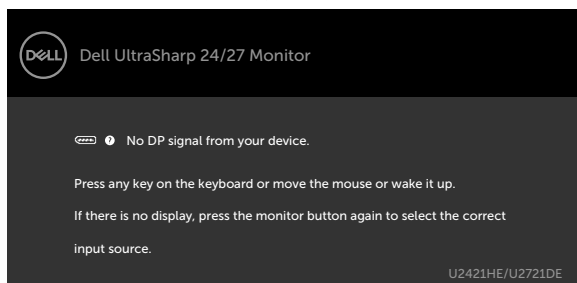 DELL Dell UltraSharp 24/27 Monitor
? No DP signal from your device.
Press any key on the keyboard or move the mouse or wake it up.
If there is no display, press the monitor button again to select the correct
input source.
U2421HE/U2721DE